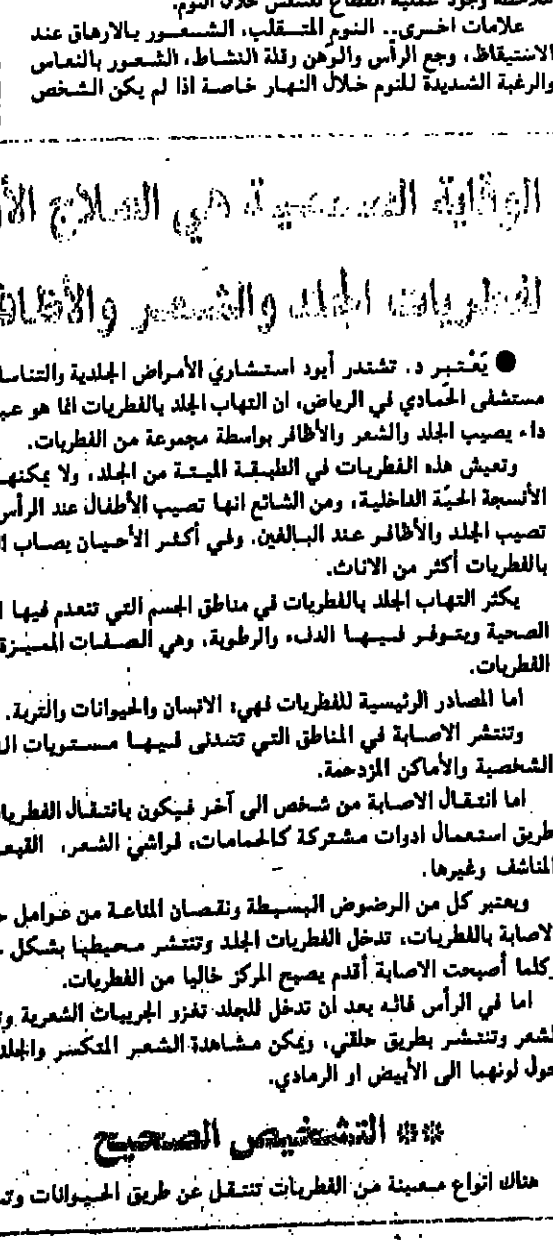 ملاحظة وجود عملية انقطاع للتنفس خلال النوم.
علامات اخرى.. النوم المتقلب، الشعور بالارهاق عند
الاستيقاظ، وجع الرأس والوهن وقلة النشاط، الشعور بالنعاس
والرغبة الشديدة للنوم خلال النهار خاصة اذا لم يكن الشخص
الوقاية الصحية هي العلاج
لفطريات الجلد والشعر والأظافر
● يَعْتبر د. تشندر أيود استشاري الأمراض الجلدية والتناسل
مستشفى الحمادي في الرياض، ان التهاب الجلد بالفطريات انما هو عبـ
داء يصيب الجلد والشعر والأظافر بواسطة مجموعة من الفطريات.
وتعيش هذه الفطريات في الطبقة الميتة من الجلد، ولا يمكنهـ
الأنسجة الحيّة الداخلية، ومن الشائع انها تصيب الأطفال عند الرأس
تصيب الجلد والأظافر عند البالغين. وفي أكثر الأحيان يصاب ا
بالفطريات أكثر من الاناث.
يكثر التهاب الجلد بالفطريات في مناطق الجسم التي تنعدم فيها ا
الصحية ويتوفر فيها الدفء والرطوبة، وهي الصفات المميزة
الفطريات.
اما المصادر الرئيسية للفطريات فهي: الانسان والحيوانات والتربة.
وتنتشر الاصابة في المناطق التي تتدنى فيها مستويات الـ
الشخصية والأماكن المزدحمة.
اما انتقال الاصابة من شخص الى آخر فيكون بانتقال الفطريا
طريق استعمال ادوات مشتركة كالحمامات، فراشي الشعر، القبعـ
المناشف وغيرها.
ويعتبر كل من الرضوض البسيطة ونقصان المناعة من عوامل حـ
الاصابة بالفطريات، تدخل الفطريات الجلد وتنتشر محيطيا بشكل
وكلما أصبحت الاصابة أقدم يصبح المركز خاليا من الفطريات.
اما في الرأس فانه بعد ان تدخل للجلد تغزو الجريبات الشعرية و
الشعر وتنتشر بطريق حلقي، ويمكن مشاهدة الشعر المتكسر والجلد
حول لونهما الى الأبيض او الرمادي.
** التشخيص الصحيح
هناك انواع معينة من الفطريات تنتقل عن طريق الحيوانات وتـ